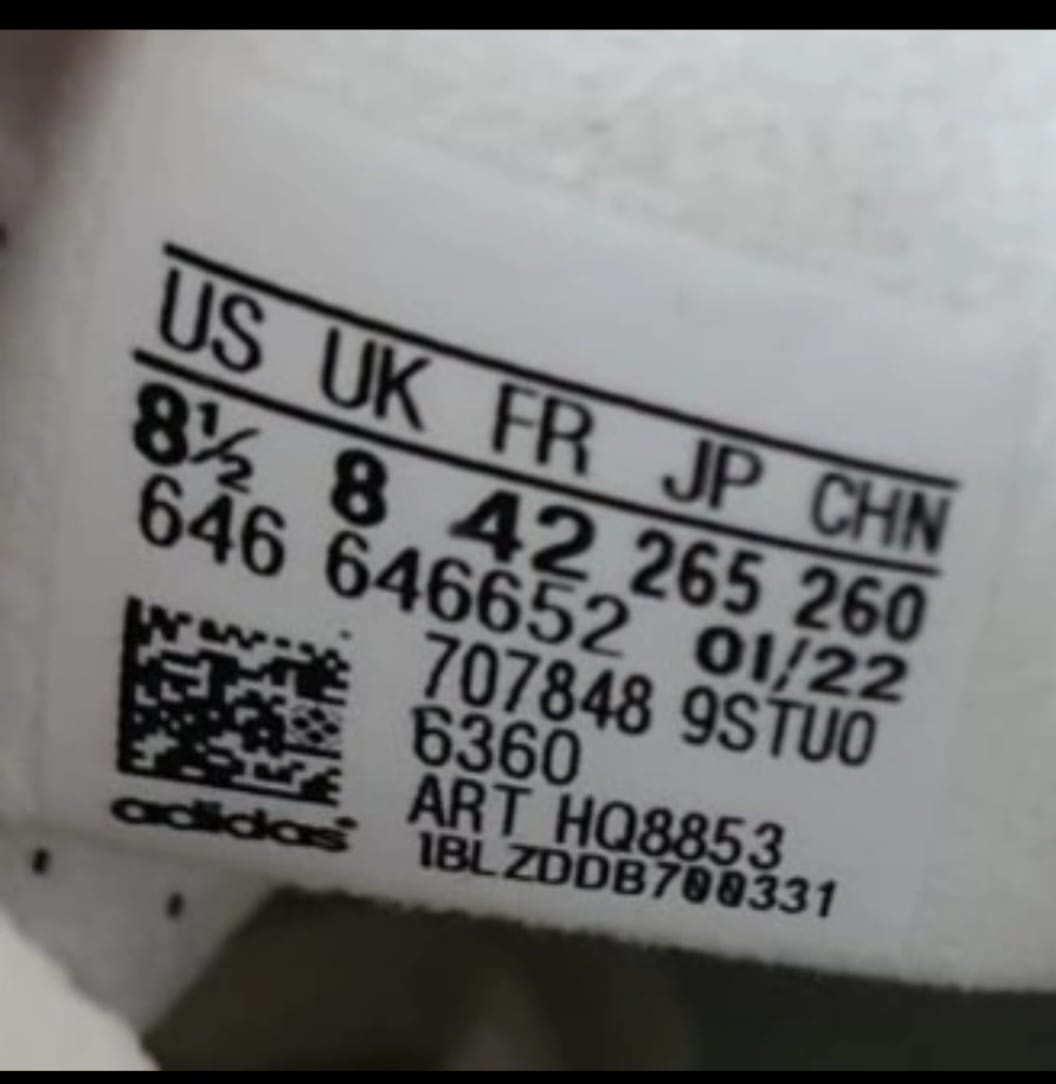 US UK FR JP CHN
8½ 8 42 265 260
646 646652 01/22
707848 9STU0
6360
ART HQ8853
1BLZDDB700331
adidas